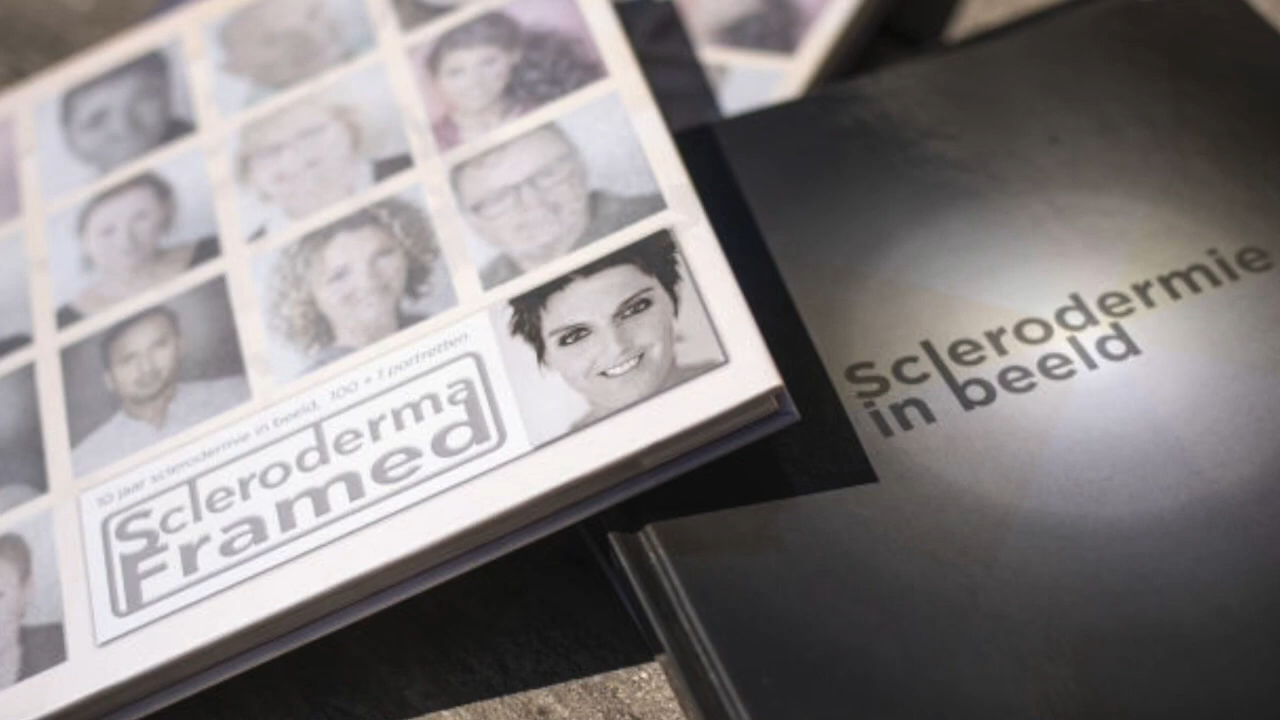 10 jaar sclerodermie in beeld, 100 + 1 portretten
Scleroderma
Framed
Sclerodermie
in beeld